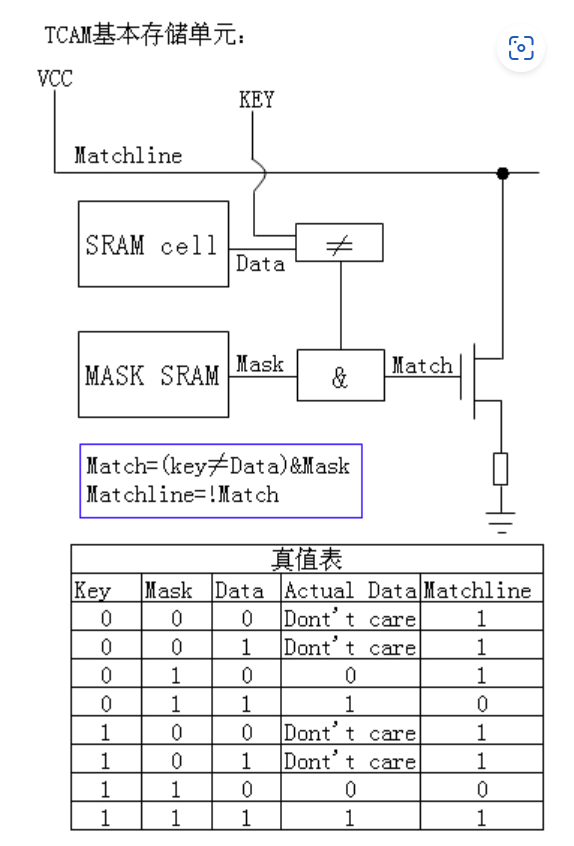 TCAM基本存储单元:
VCC
KEY
Matchline
SRAM cell
≠
Data
MASK SRAM
Mask
&
Match
Match=(key≠Data)&Mask
Matchline=!Match
真值表
Key Mask Data Actual Data Matchline
0 0 0 Dont't care 1
0 0 1 Dont't care 1
0 1 0 0 1
0 1 1 1 0
1 0 0 Dont't care 1
1 0 1 Dont't care 1
1 1 0 0 0
1 1 1 1 1